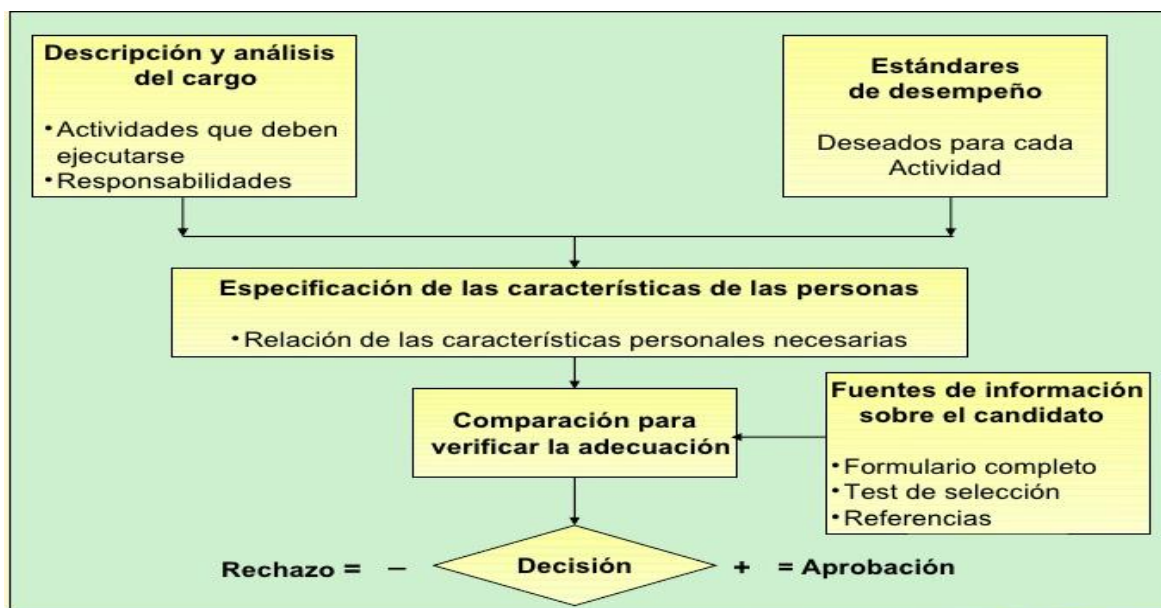 Descripción y análisis
del cargo
•Actividades que deben
ejecutarse
•Responsabilidades
Estándares
de desempeño
Deseados para cada
Actividad
Especificación de las características de las personas
•Relación de las características personales necesarias
Comparación para
verificar la adecuación
Fuentes de información
sobre el candidato
•Formulario completo
•Test de selección
•Referencias
Rechazo = –
Decisión
+ = Aprobación